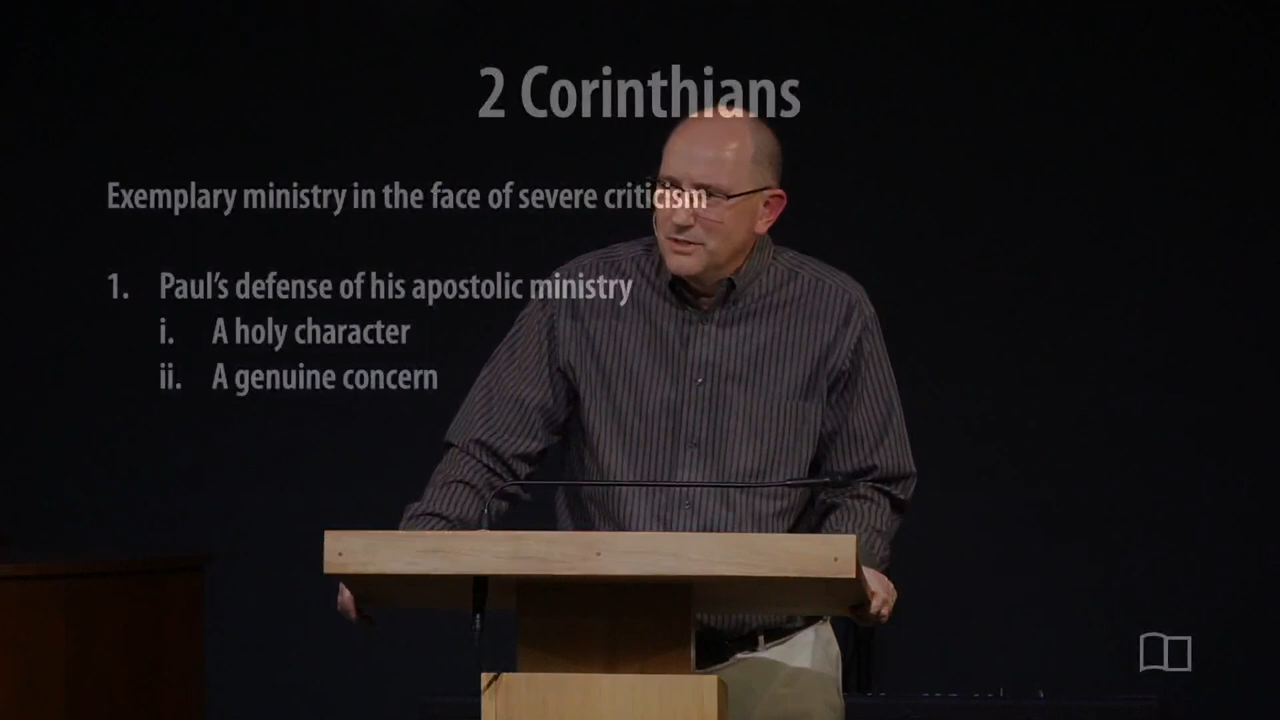 2 Corinthians
Exemplary ministry in the face of severe criticism
1. Paul's defense of his apostolic ministry
i. A holy character
ii. A genuine concern